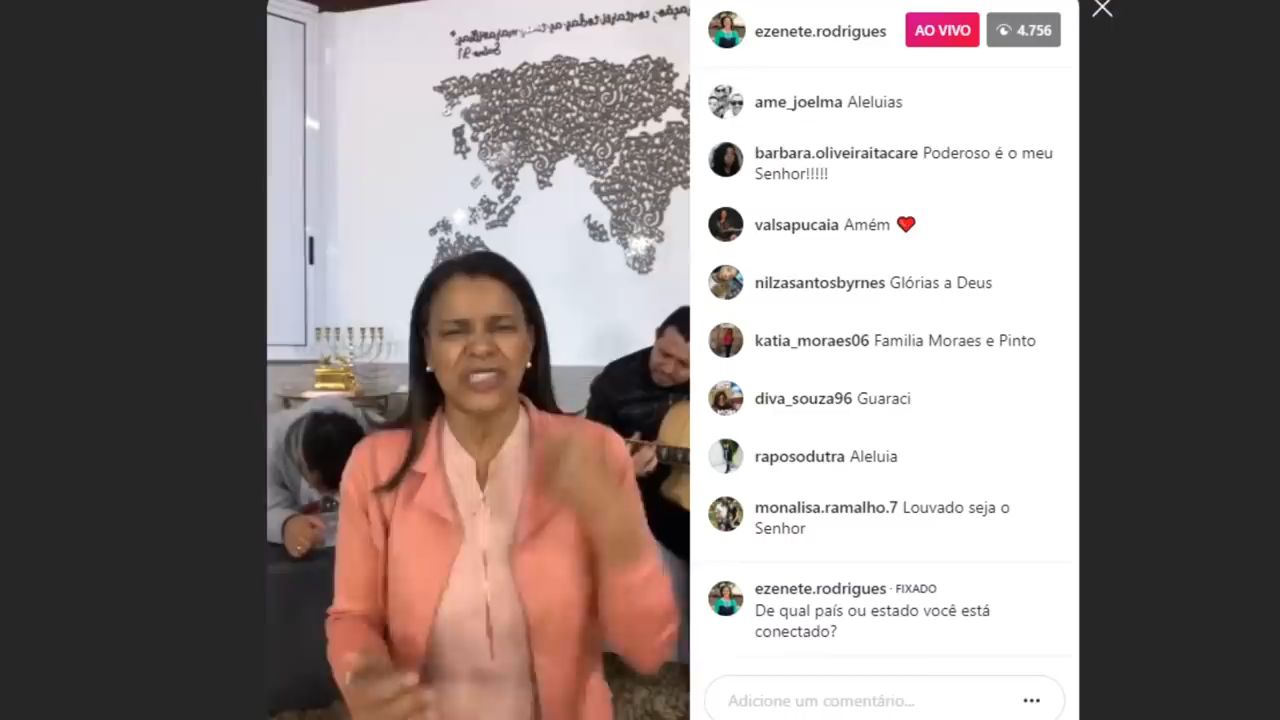 ezenete.rodrigues AO VIVO 4.756
ame_joelma Aleluias
barbara.oliveiraitacare Poderoso é o meu
Senhor!!!!!
valsapucaia Amém
nilzasantosbyrnes Glórias a Deus
katia_moraes06 Familia Moraes e Pinto
diva_souza96 Guaraci
raposodutra Aleluia
monalisa.ramalho.7 Louvado seja o
Senhor
ezenete.rodrigues · FIXADO
De qual país ou estado você está
conectado?
Adicione um comentário...